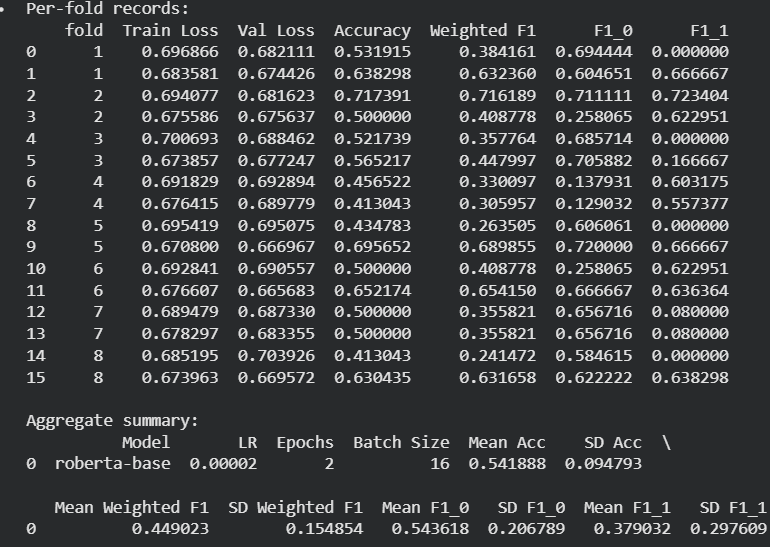 Per-fold records:
fold Train Loss Val Loss Accuracy Weighted F1 F1_0 F1_1
0 1 0.696866 0.682111 0.531915 0.384161 0.694444 0.000000
1 1 0.683581 0.674426 0.638298 0.632360 0.604651 0.666667
2 2 0.694077 0.681623 0.717391 0.716189 0.711111 0.723404
3 2 0.675586 0.675637 0.500000 0.408778 0.258065 0.622951
4 3 0.700693 0.688462 0.521739 0.357764 0.685714 0.000000
5 3 0.673857 0.677247 0.565217 0.447997 0.705882 0.166667
6 4 0.691829 0.692894 0.456522 0.330097 0.137931 0.603175
7 4 0.676415 0.689779 0.413043 0.305957 0.129032 0.557377
8 5 0.695419 0.695075 0.434783 0.263505 0.606061 0.000000
9 5 0.670800 0.666967 0.695652 0.689855 0.720000 0.666667
10 6 0.692841 0.690557 0.500000 0.408778 0.258065 0.622951
11 6 0.676607 0.665683 0.652174 0.654150 0.666667 0.636364
12 7 0.689479 0.687330 0.500000 0.355821 0.656716 0.080000
13 7 0.678297 0.683355 0.500000 0.355821 0.656716 0.080000
14 8 0.685195 0.703926 0.413043 0.241472 0.584615 0.000000
15 8 0.673963 0.669572 0.630435 0.631658 0.622222 0.638298
Aggregate summary:
Model LR Epochs Batch Size Mean Acc SD Acc \
0 roberta-base 0.00002 2 16 0.541888 0.094793
Mean Weighted F1 SD Weighted F1 Mean F1_0 SD F1_0 Mean F1_1 SD F1_1
0 0.449023 0.154854 0.543618 0.206789 0.379032 0.297609